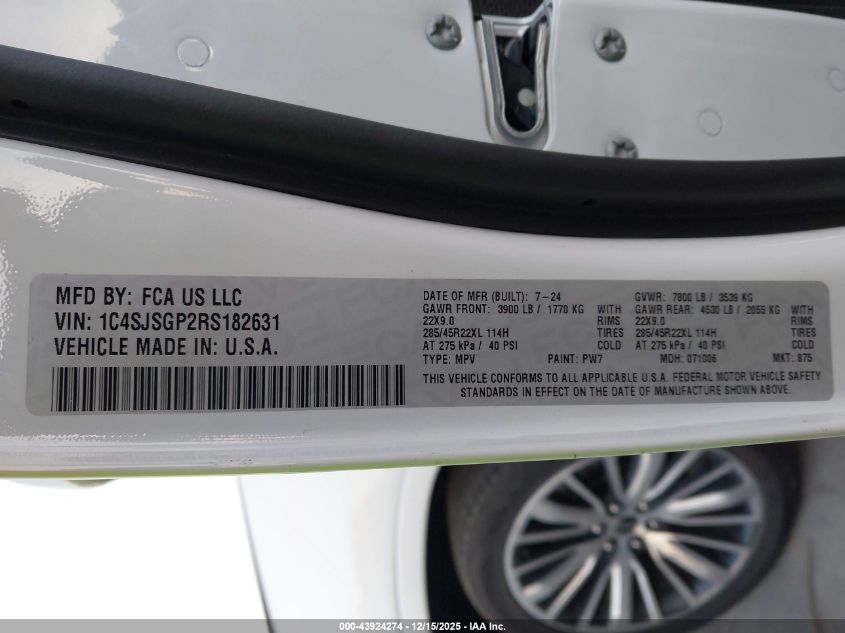 MFD BY: FCA US LLC
VIN: 1C4SJSGP2RS182631
VEHICLE MADE IN: U.S.A.
DATE OF MFR (BUILT): 7-24 GVWR: 7800 LB / 3539 KG
GAWR FRONT: 3900 LB / 1770 KG WITH GAWR REAR: 4530 LB / 2055 KG WITH
22X9.0 RIMS 22X9.0 RIMS
285/45R22XL 114H TIRES 285/45R22XL 114H TIRES
AT 275 kPa / 40 PSI COLD AT 275 kPa / 40 PSI COLD
TYPE: MPV PAINT: PW7 MDH: 071006 MKT: 875
THIS VEHICLE CONFORMS TO ALL APPLICABLE U.S.A. FEDERAL MOTOR VEHICLE SAFETY
STANDARDS IN EFFECT ON THE DATE OF MANUFACTURE SHOWN ABOVE.
000-43924274 - 12/15/2025 - IAA Inc.